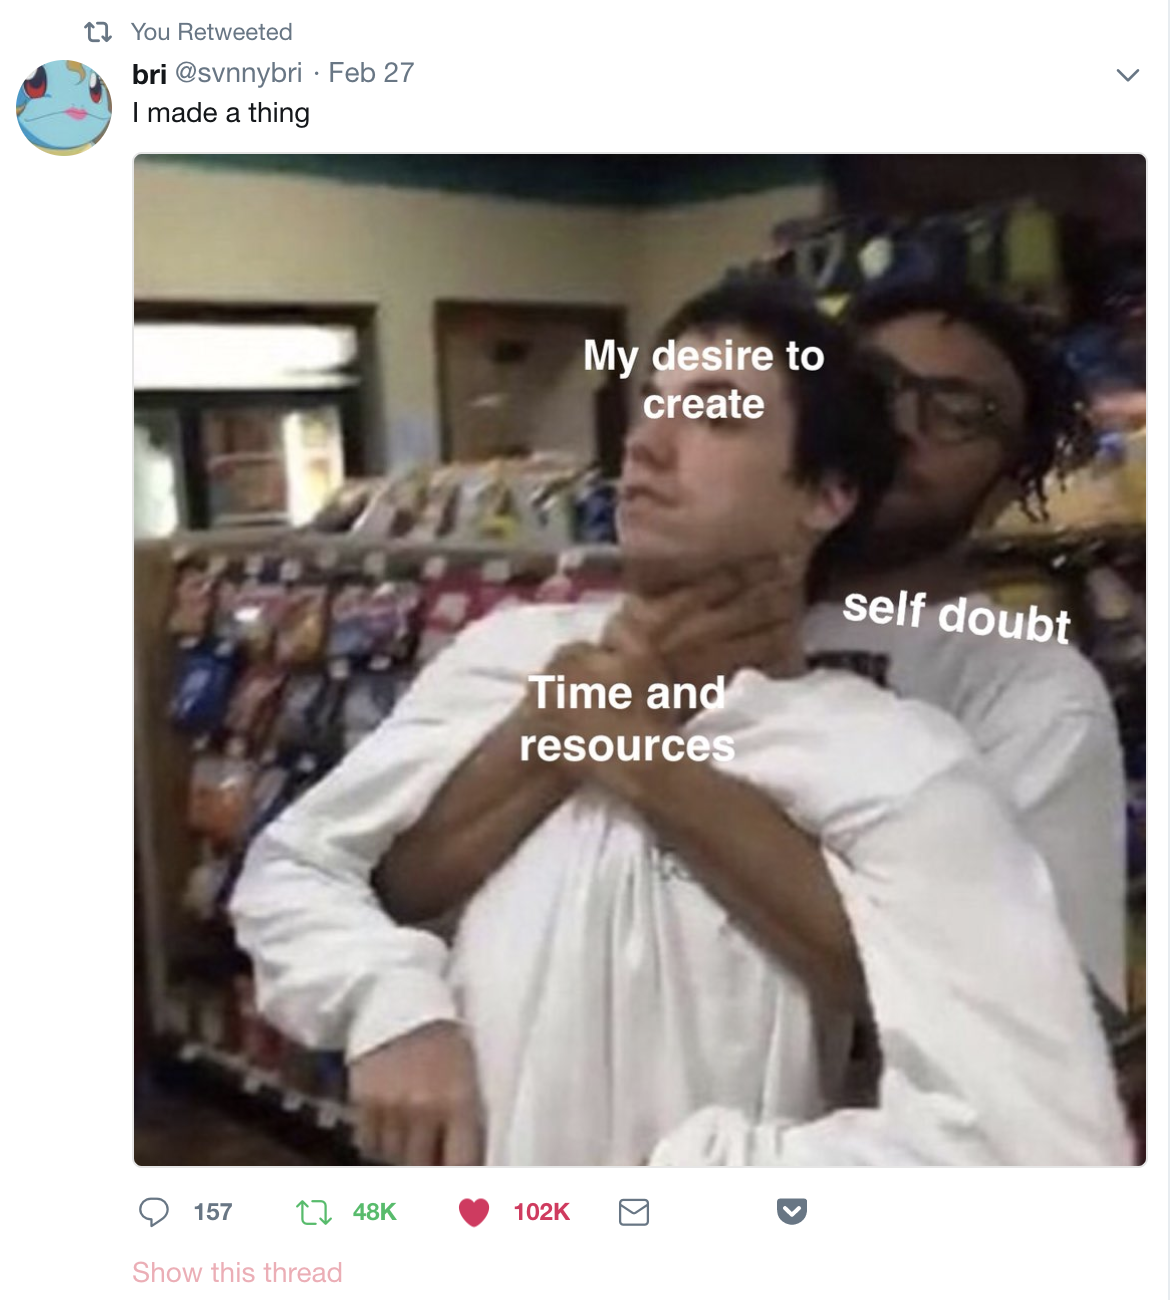 You Retweeted
bri @svnnybri · Feb 27
I made a thing
My desire to
create
self doubt
Time and
resources
157 48K 102K
Show this thread